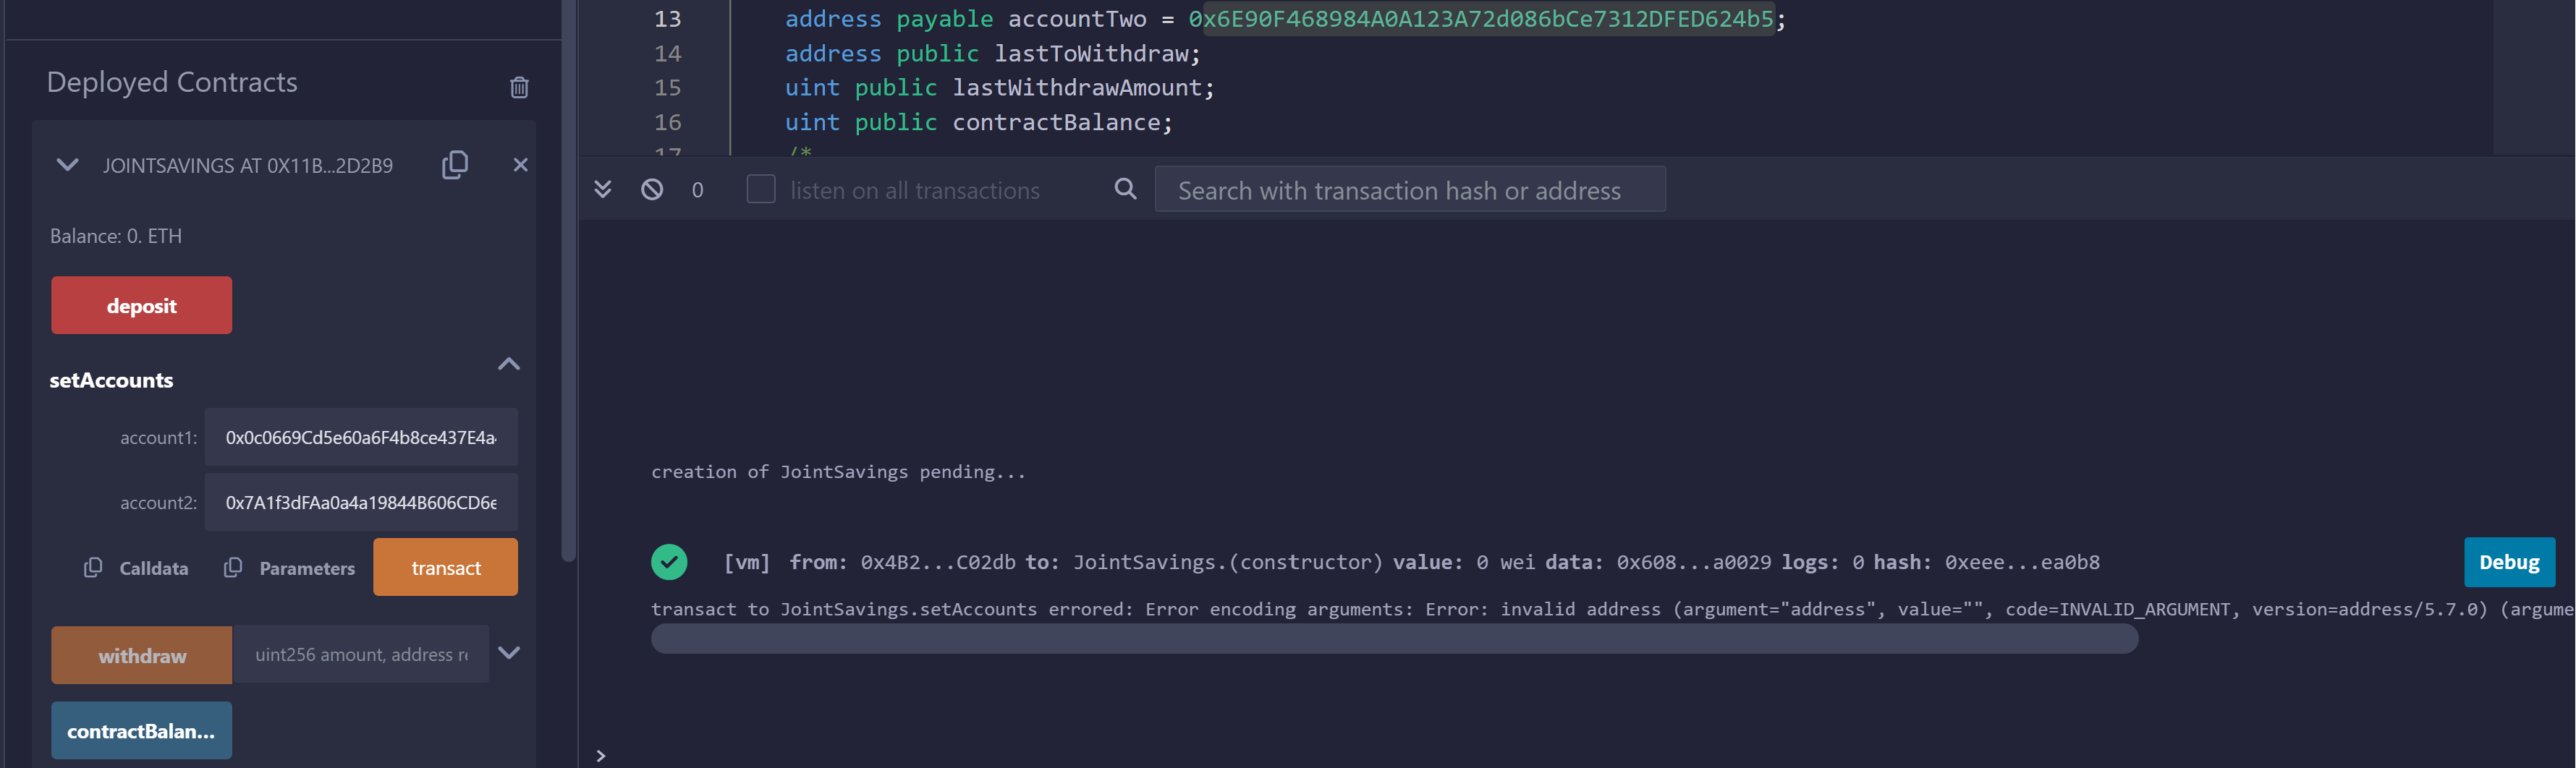 Deployed Contracts
JOINTSAVINGS AT 0X11B...2D2B9
Balance: 0. ETH
deposit
setAccounts
account1: 0x0c0669Cd5e60a6F4b8ce437E4a
account2: 0x7A1f3dFAa0a4a19844B606CD6e
Calldata Parameters transact
withdraw uint256 amount, address re
contractBalan...
13 address payable accountTwo = 0x6E90F468984A0A123A72d086bCe7312DFED624b5;
14 address public lastToWithdraw;
15 uint public lastWithdrawAmount;
16 uint public contractBalance;
17 /*
0 listen on all transactions Search with transaction hash or address
creation of JointSavings pending...
[vm] from: 0x4B2...C02db to: JointSavings.(constructor) value: 0 wei data: 0x608...a0029 logs: 0 hash: 0xeee...ea0b8 Debug
transact to JointSavings.setAccounts errored: Error encoding arguments: Error: invalid address (argument="address", value="", code=INVALID_ARGUMENT, version=address/5.7.0) (argume
>